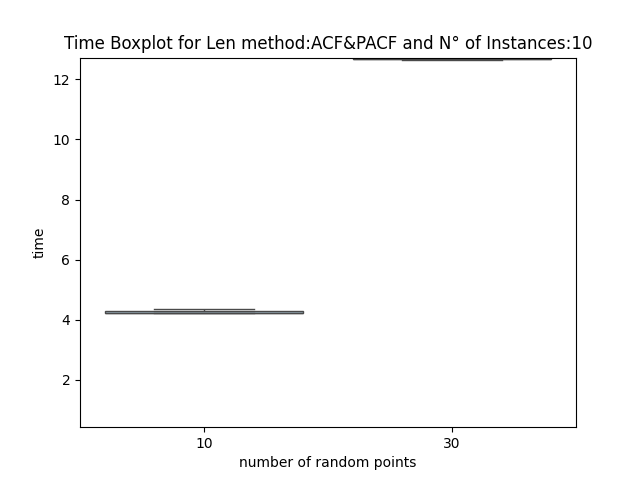 Time Boxplot for Len method:ACF&PACF and N° of Instances:10
12
10
8
6
4
2
time
10
30
number of random points